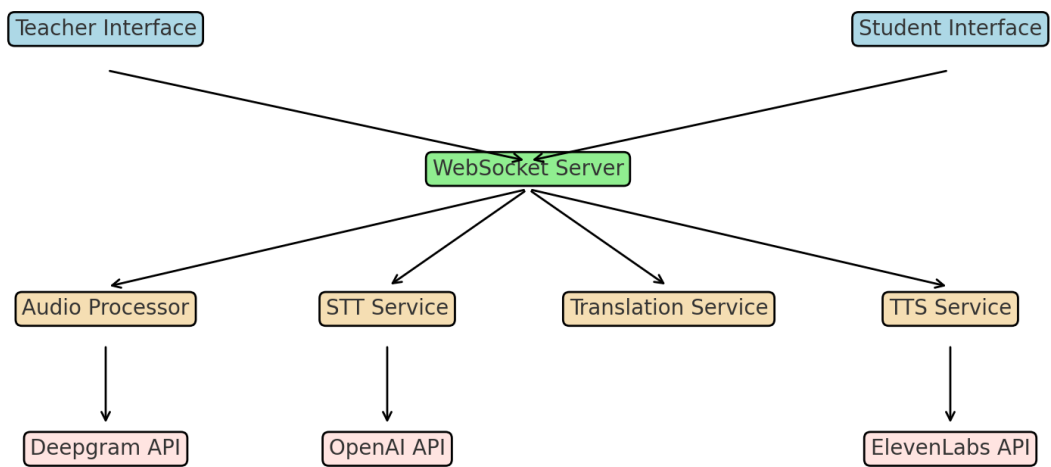 Teacher Interface
Student Interface
WebSocket Server
Audio Processor
STT Service
Translation Service
TTS Service
Deepgram API
OpenAI API
ElevenLabs API